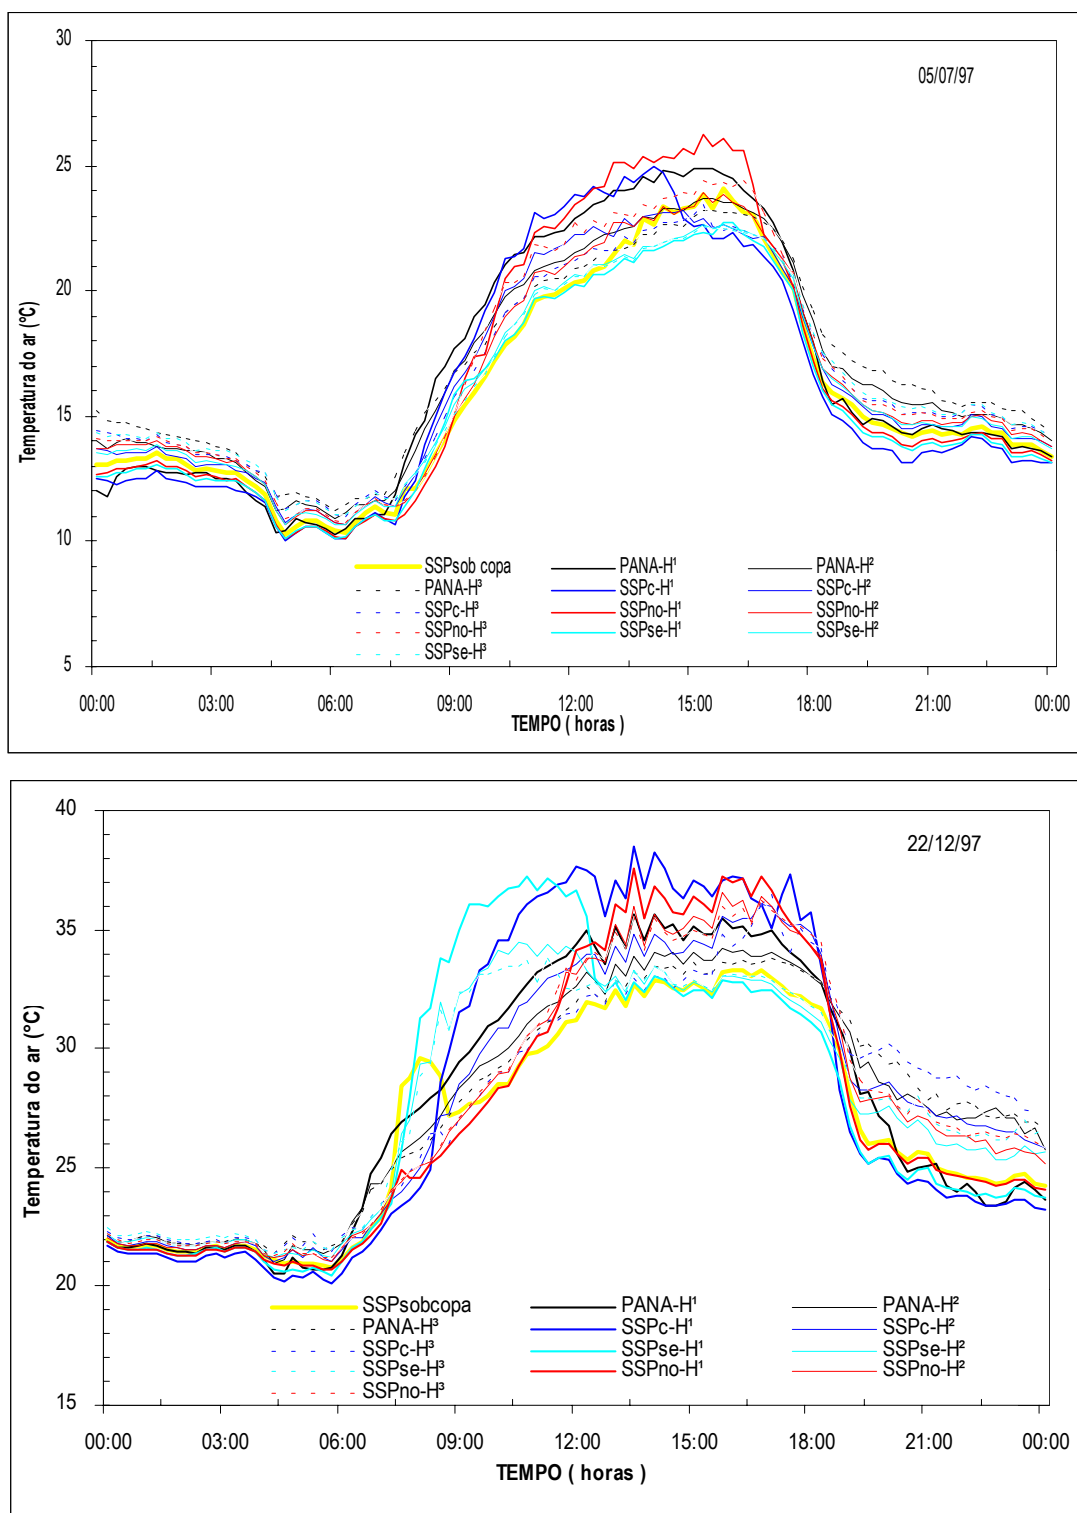 30
05/07/97
25
20
15
10
5
Temperatura do ar (°C)
SSPsob copa PANA-H¹ PANA-H²
PANA-H³ SSPc-H¹ SSPc-H²
SSPc-H³ SSPno-H¹ SSPno-H²
SSPno-H³ SSPse-H¹ SSPse-H²
SSPse-H³
00:00 03:00 06:00 09:00 12:00 15:00 18:00 21:00 00:00
TEMPO ( horas )
40
22/12/97
35
30
25
20
15
Temperatura do ar (°C)
SSPsobcopa PANA-H¹ PANA-H²
PANA-H³ SSPc-H¹ SSPc-H²
SSPc-H³ SSPse-H¹ SSPse-H²
SSPse-H³ SSPno-H¹ SSPno-H²
SSPno-H³
00:00 03:00 06:00 09:00 12:00 15:00 18:00 21:00 00:00
TEMPO ( horas )